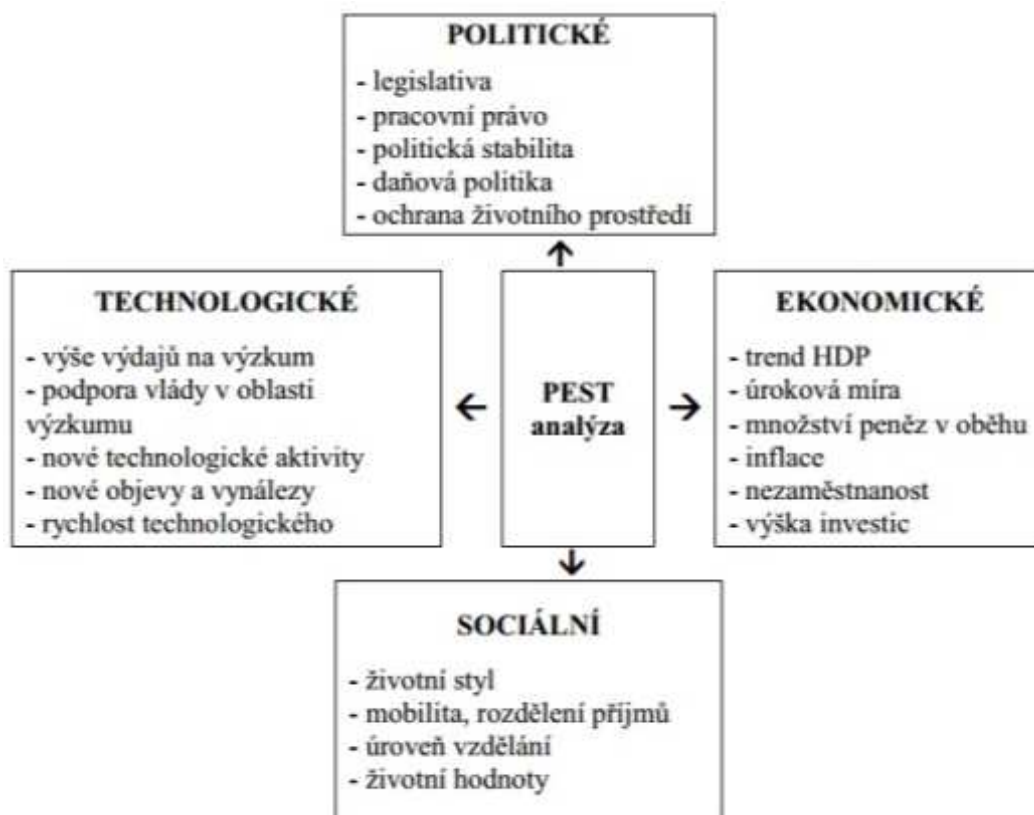 POLITICKÉ
- legislativa
- pracovní právo
- politická stabilita
- daňová politika
- ochrana životního prostředí
TECHNOLOGICKÉ
- výše výdajů na výzkum
- podpora vlády v oblasti
výzkumu
- nové technologické aktivity
- nové objevy a vynálezy
- rychlost technologického
PEST
analýza
EKONOMICKÉ
- trend HDP
- úroková míra
- množství peněz v oběhu
- inflace
- nezaměstnanost
- výška investic
SOCIÁLNÍ
- životní styl
- mobilita, rozdělení příjmů
- úroveň vzdělání
- životní hodnoty